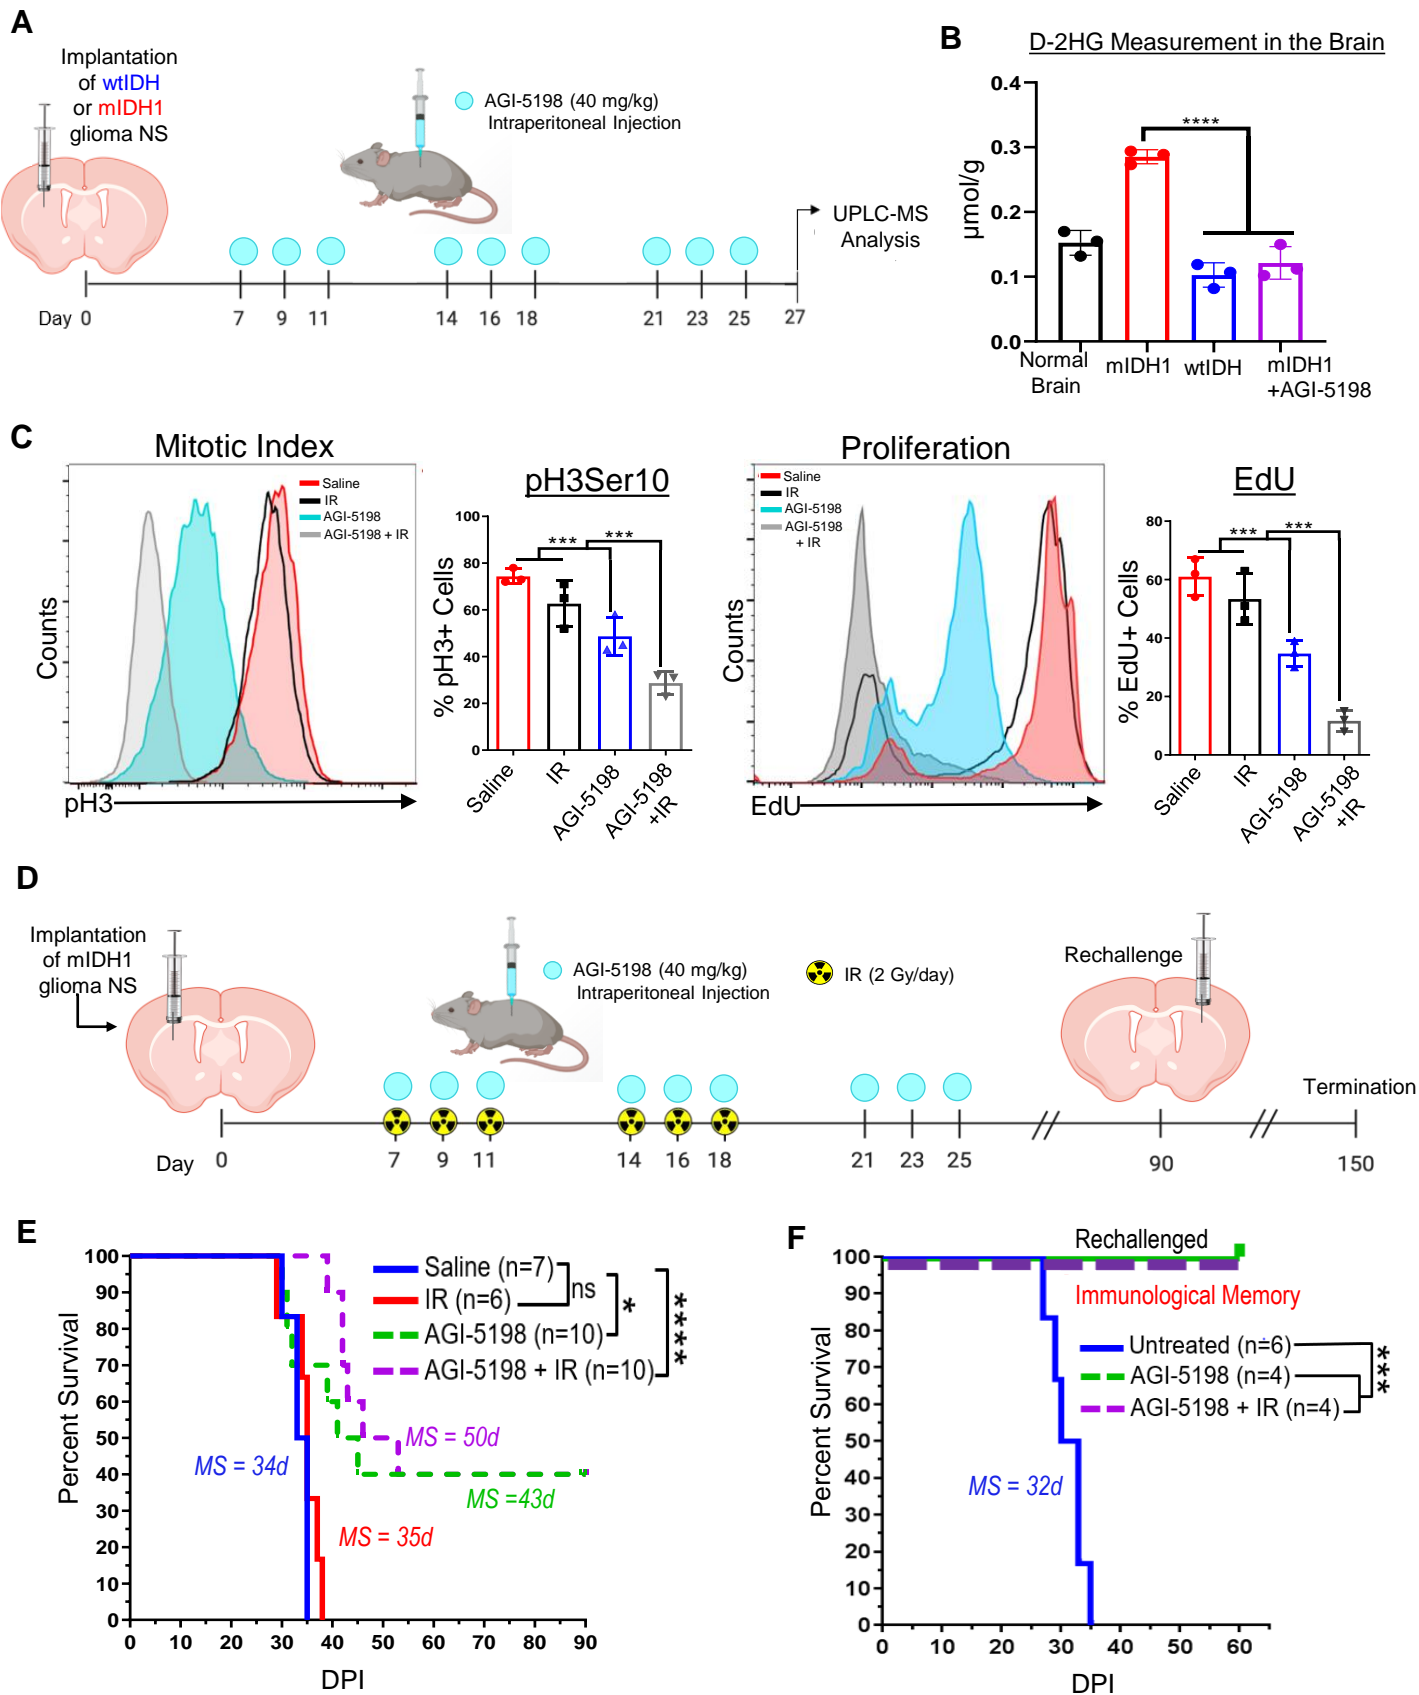 A
Implantation
of wtIDH
or mIDH1
glioma NS
AGI-5198 (40 mg/kg)
Intraperitoneal Injection
UPLC-MS
Analysis
Day 0 7 9 11 14 16 18 21 23 25 27
B
D-2HG Measurement in the Brain
µmol/g
0.4
0.3
0.2
0.1
0.0
****
Normal
Brain
mIDH1
wtIDH
mIDH1
+AGI-5198
C
Mitotic Index
Saline
IR
AGI-5198
AGI-5198 + IR
Counts
pH3
pH3Ser10
% pH3+ Cells
100
80
60
40
20
0
***
***
Saline
IR
AGI-5198
AGI-5198
+IR
Proliferation
Saline
IR
AGI-5198
AGI-5198
+ IR
Counts
EdU
EdU
% EdU+ Cells
80
60
40
20
0
***
***
Saline
IR
AGI-5198
AGI-5198
+IR
D
Implantation
of mIDH1
glioma NS
AGI-5198 (40 mg/kg)
Intraperitoneal Injection
IR (2 Gy/day)
Rechallenge
Termination
Day 0 7 9 11 14 16 18 21 23 25 90 150
E
Percent Survival
100
90
80
70
60
50
40
30
20
10
0
0 10 20 30 40 50 60 70 80 90
DPI
Saline (n=7)
IR (n=6)
AGI-5198 (n=10)
AGI-5198 + IR (n=10)
ns
*
****
MS = 34d
MS = 50d
MS =43d
MS = 35d
F
Rechallenged
Immunological Memory
Untreated (n=6)
AGI-5198 (n=4)
AGI-5198 + IR (n=4)
***
MS = 32d
Percent Survival
100
90
80
70
60
50
40
30
20
10
0
0 10 20 30 40 50 60
DPI